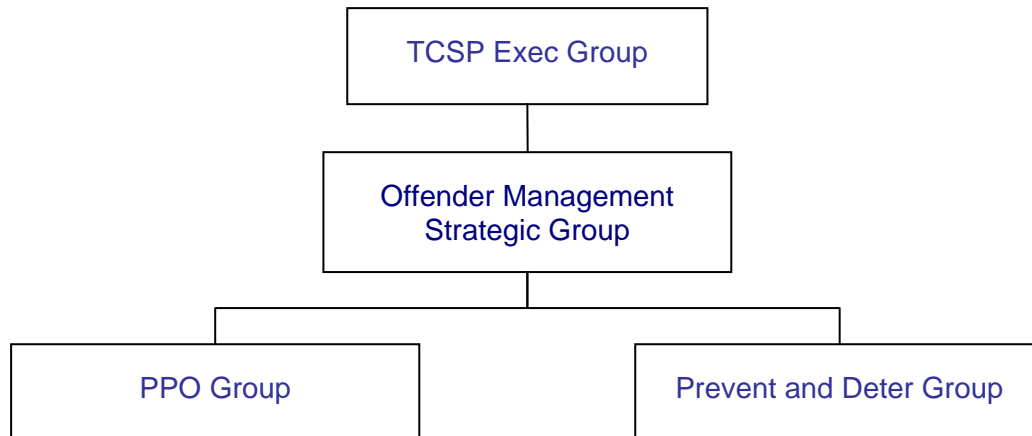 TCSP Exec Group
Offender Management
Strategic Group
PPO Group
Prevent and Deter Group